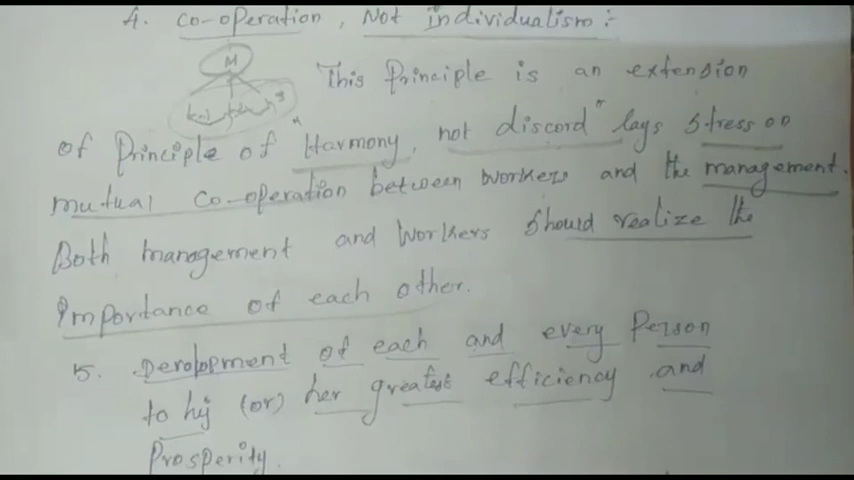 4. Co-operation, Not individualism :-
M
This Principle is an extension
of Principle of "Harmony, not discord" lays stress on
mutual co-operation between workers and the management.
Both management and workers should realize the
importance of each other.
5. Derolopment of each and every Person
to his (or) her greatest efficiency and
Prosperity.